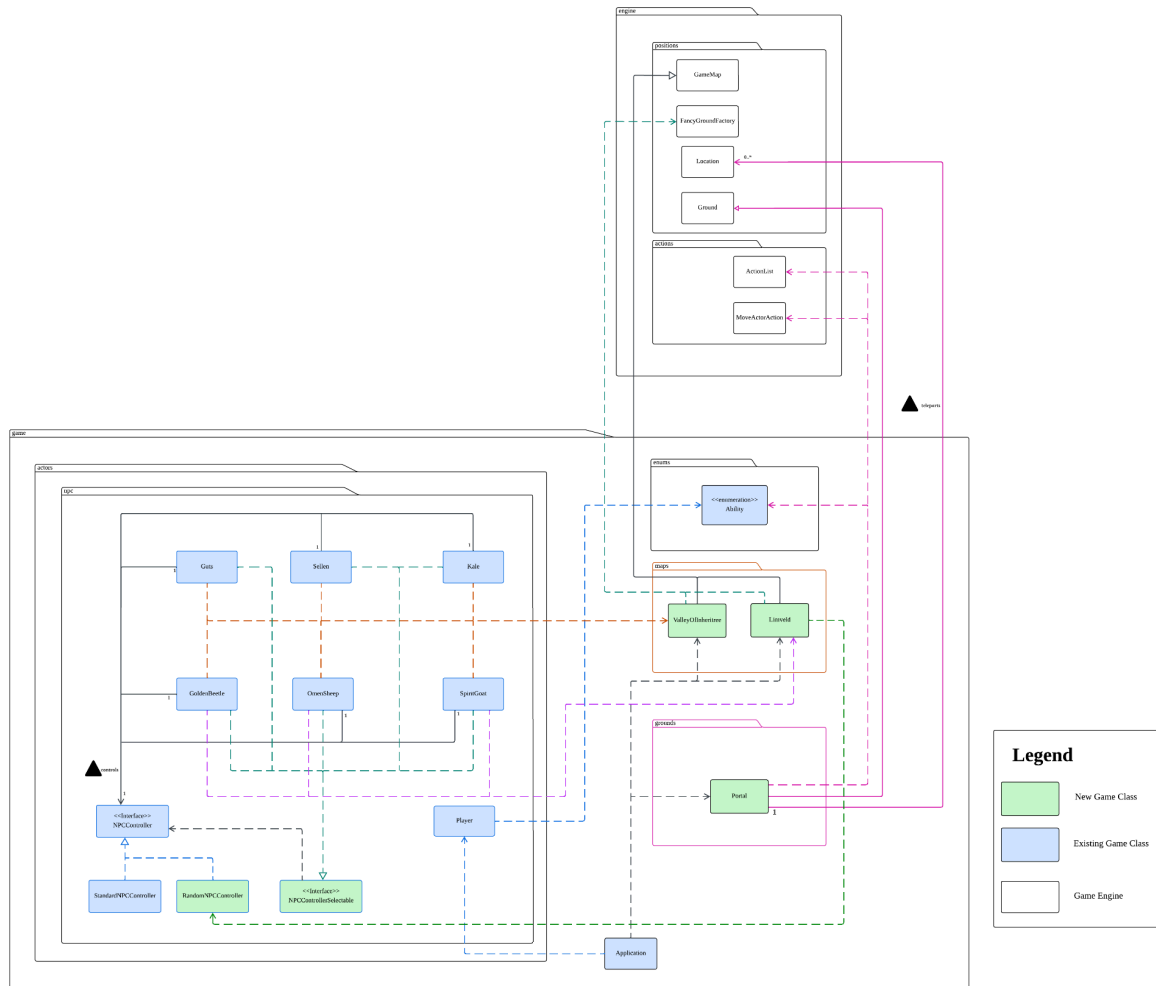 engine
positions
GameMap
FancyGroundFactory
0..*
Location
Ground
actions
ActionList
MoveActorAction
teleports
game
actors
enums
npc
<<enumeration>>
Ability
1
1
1
Guts
Sellen
Kale
maps
ValleyOfInheritree
Limveld
GoldenBeetle
OmenSheep
SpiritGoat
1
1
1
grounds
Legend
controls
Portal
New Game Class
1
1
<<Interface>>
NPCController
Player
Existing Game Class
StandardNPCController
RandomNPCController
<<Interface>>
NPCControllerSelectable
Game Engine
Application